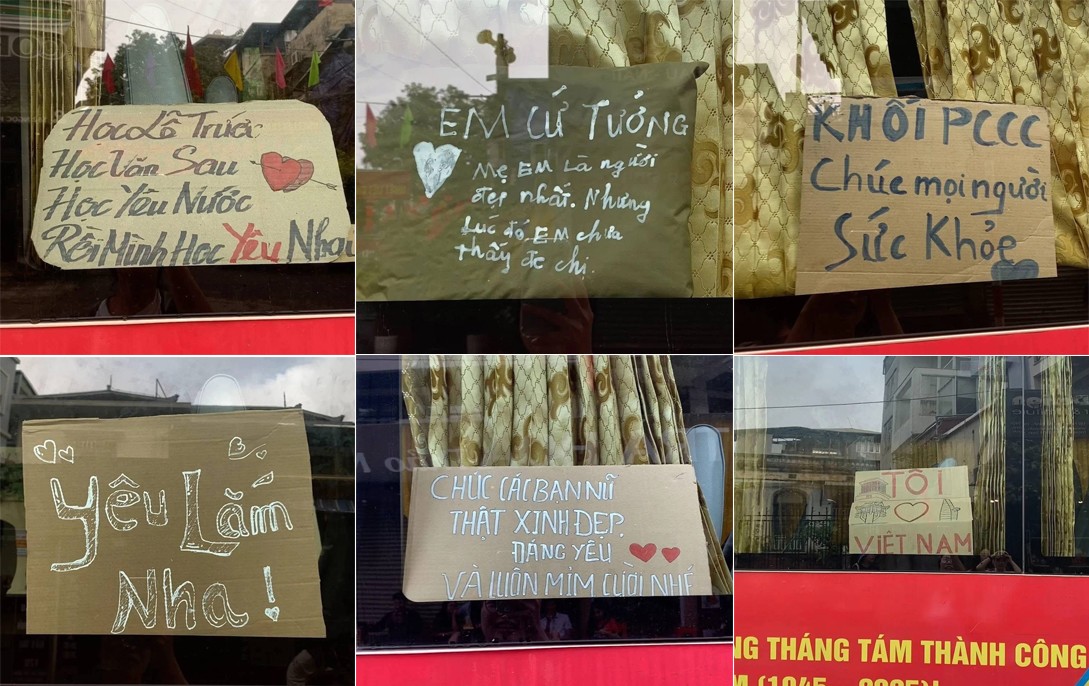 Học Lễ Trước
Học Văn Sau
Học Yêu Nước
Rồi Mình Học Yêu Nhau
EM CỨ TƯỞNG
Mẹ EM Là người
đẹp nhất. Nhưng
lúc đó EM chưa
thấy đc chị.
KHỐI PCCC
Chúc mọi người
Sức Khỏe
Yêu Lắm
Nha!
CHÚC CÁC BẠN NỮ
THẬT XINH ĐẸP,
ĐÁNG YÊU
VÀ LUÔN MỈM CƯỜI NHÉ
TÔI
VIỆT NAM
NG THÁNG TÁM THÀNH CÔNG
M (1945 - 2025)!